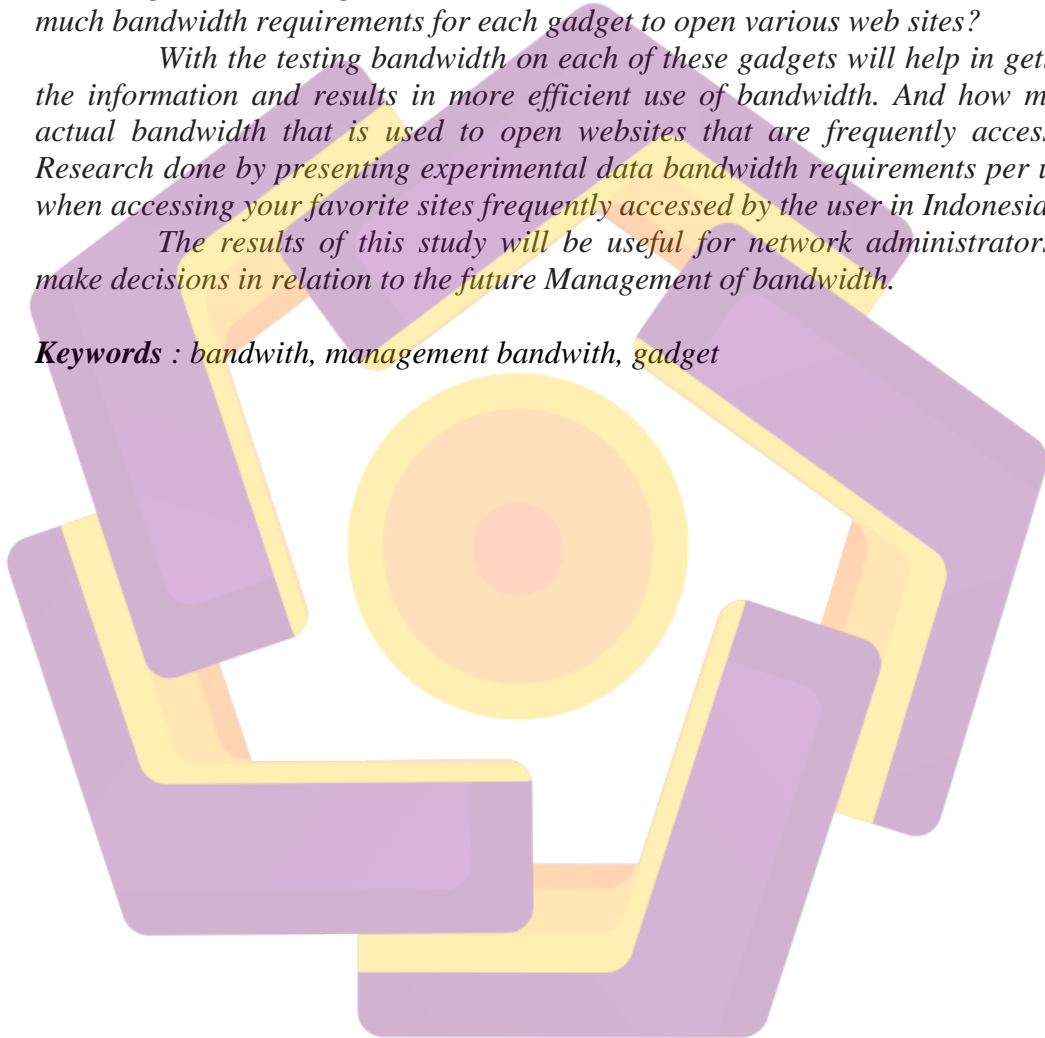 much bandwidth requirements for each gadget to open various web sites?
With the testing bandwidth on each of these gadgets will help in get
the information and results in more efficient use of bandwidth. And how m
actual bandwidth that is used to open websites that are frequently access
Research done by presenting experimental data bandwidth requirements per u
when accessing your favorite sites frequently accessed by the user in Indonesia
The results of this study will be useful for network administrators
make decisions in relation to the future Management of bandwidth.
Keywords : bandwith, management bandwith, gadget